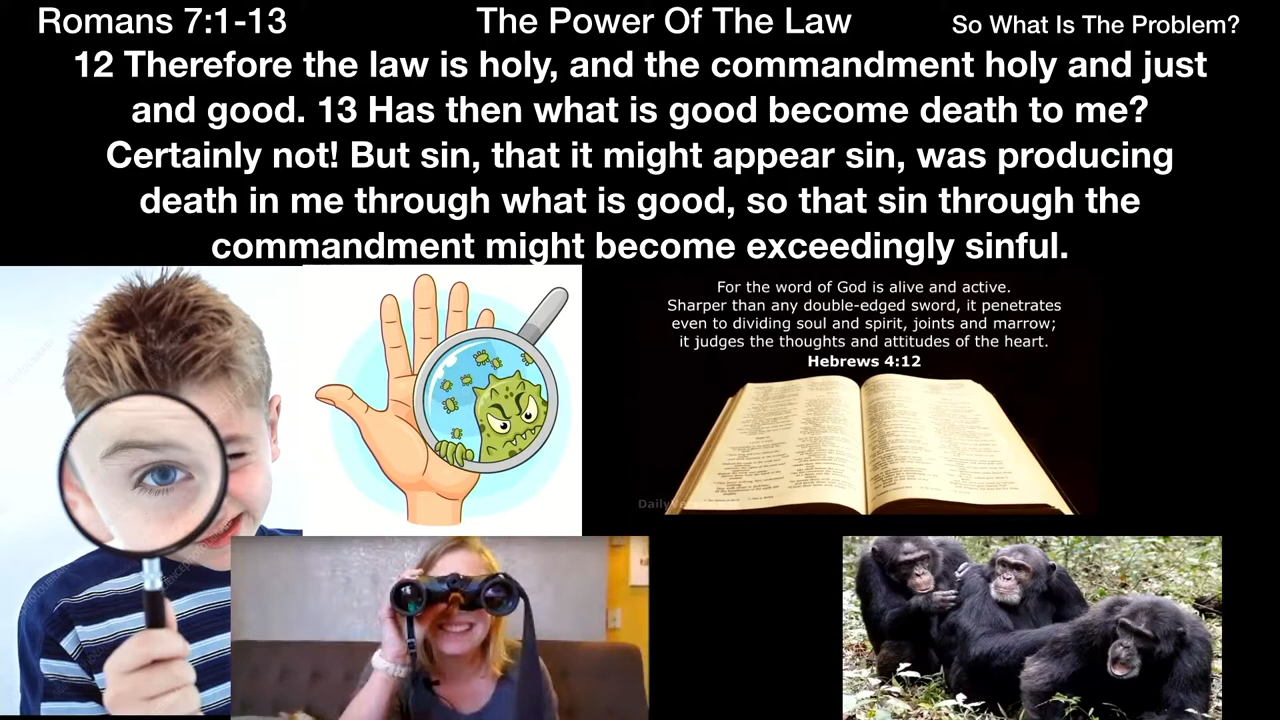 Romans 7:1-13
The Power Of The Law
So What Is The Problem?
12 Therefore the law is holy, and the commandment holy and just
and good. 13 Has then what is good become death to me?
Certainly not! But sin, that it might appear sin, was producing
death in me through what is good, so that sin through the
commandment might become exceedingly sinful.
For the word of God is alive and active.
Sharper than any double-edged sword, it penetrates
even to dividing soul and spirit, joints and marrow;
it judges the thoughts and attitudes of the heart.
Hebrews 4:12